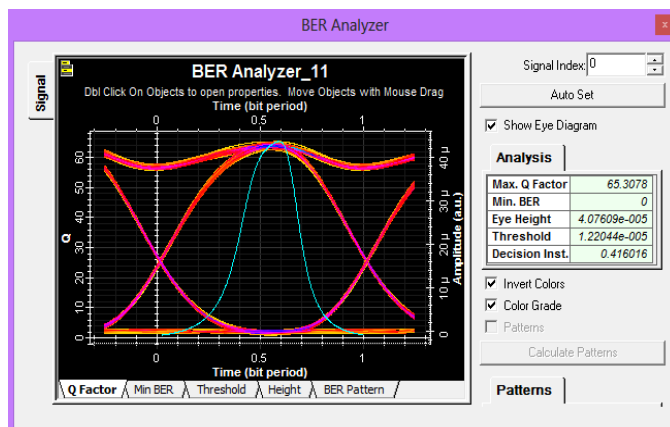 BER Analyzer
x
Signal
BER Analyzer_11
Dbl Click On Objects to open properties. Move Objects with Mouse Drag
Time (bit period)
0 0.5 1
Q
60
50
40
30
20
10
0
Amplitude (a.u.)
40 µ
30 µ
20 µ
10 µ
0
0 0.5 1
Time (bit period)
Q Factor Min BER Threshold Height BER Pattern
Signal Index: 0
Auto Set
Show Eye Diagram
Analysis
Max. Q Factor 65.3078
Min. BER 0
Eye Height 4.07609e-005
Threshold 1.22044e-005
Decision Inst. 0.416016
Invert Colors
Color Grade
Patterns
Calculate Patterns
Patterns